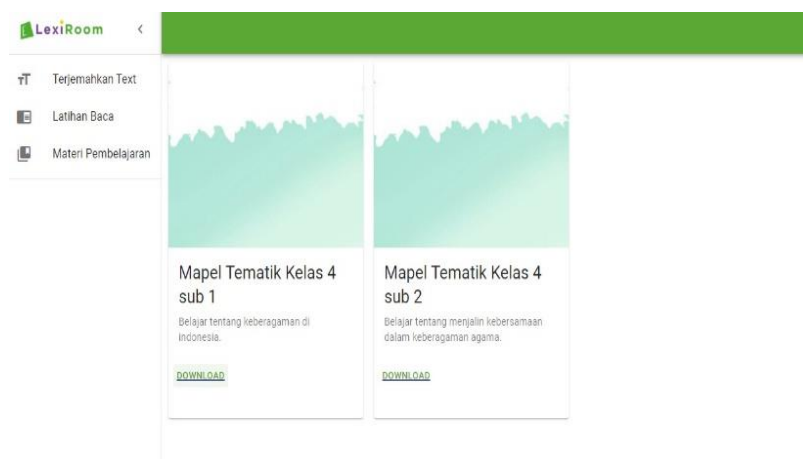 LexiRoom
Terjemahkan Text
Latihan Baca
Materi Pembelajaran
Mapel Tematik Kelas 4
sub 1
Belajar tentang keberagaman di
indonesia.
DOWNLOAD
Mapel Tematik Kelas 4
sub 2
Belajar tentang menjalin kebersamaan
dalam keberagaman agama.
DOWNLOAD